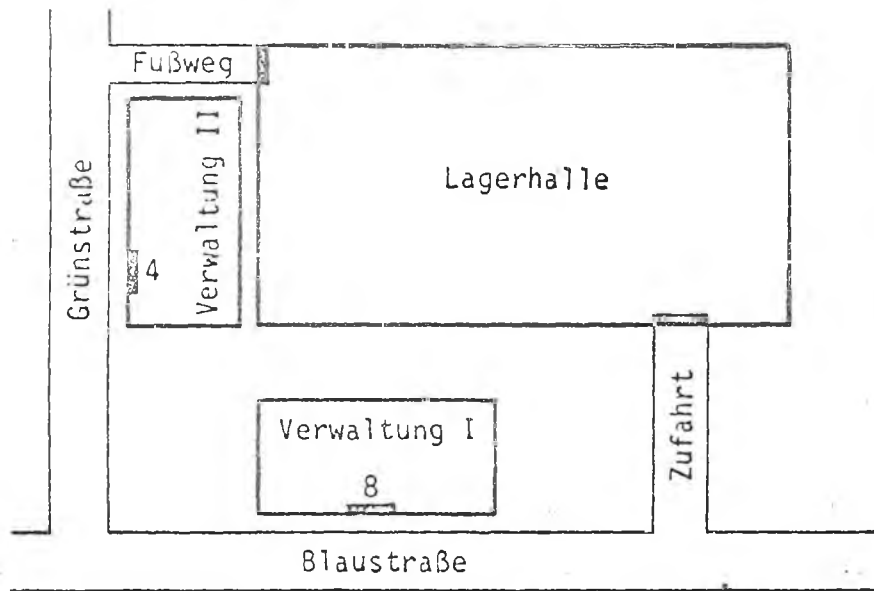 Fußweg
Grünstraße
Verwaltung II
4
Lagerhalle
Verwaltung I
8
Zufahrt
Blaustraße